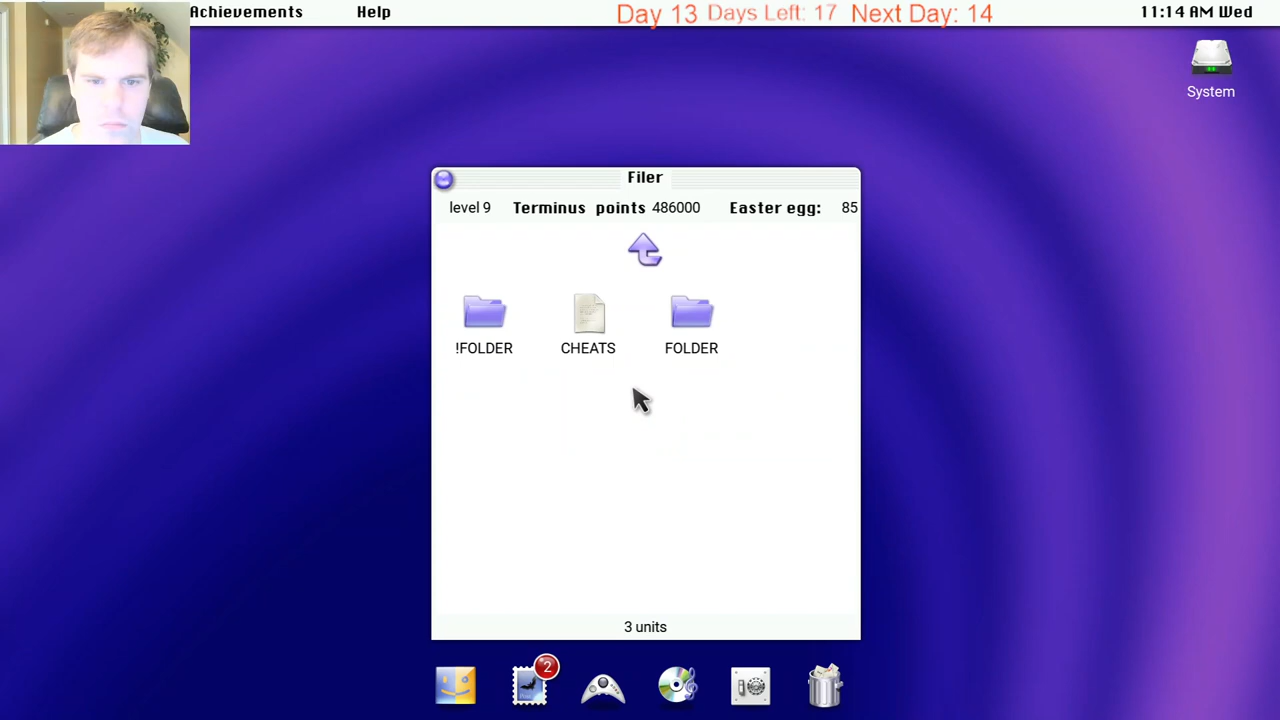 Achievements Help Day 13 Days Left: 17 Next Day: 14 11:14 AM Wed
System
Filer
level 9 Terminus points 486000 Easter egg: 85
!FOLDER CHEATS FOLDER
3 units
2